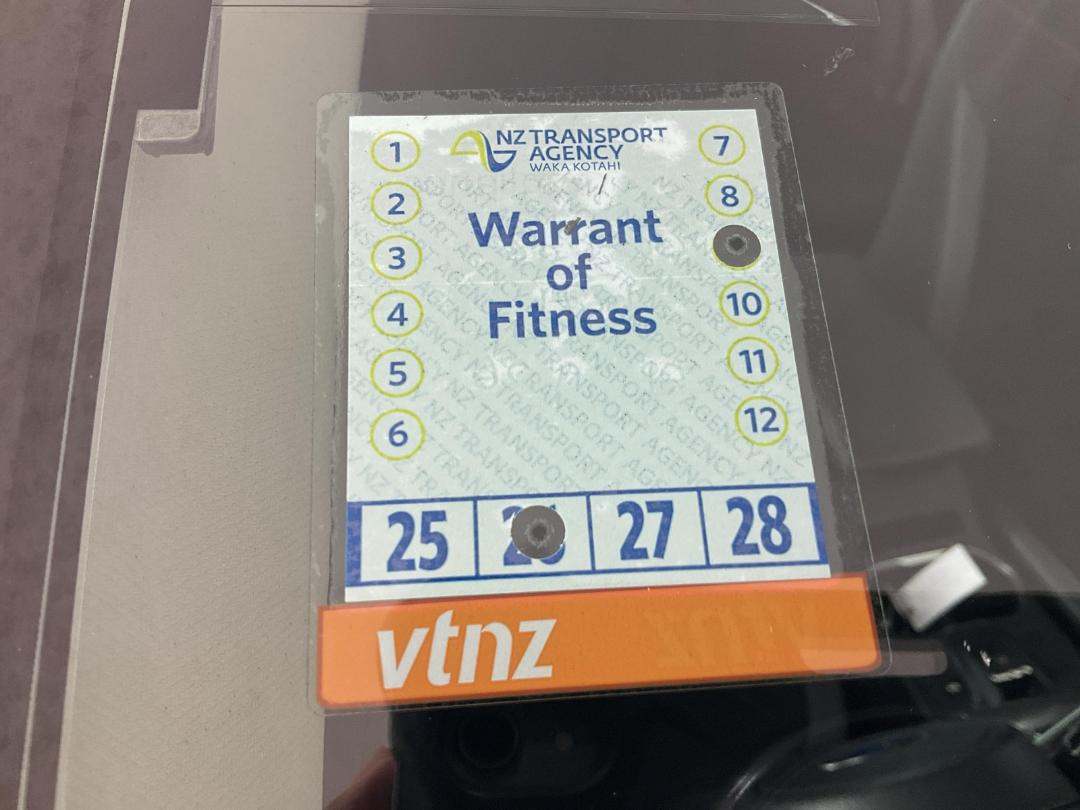 NZ TRANSPORT
AGENCY
WAKA KOTAHI
1
2
3
4
5
6
7
8
10
11
12
Warrant
of
Fitness
25 27 28
vtnz